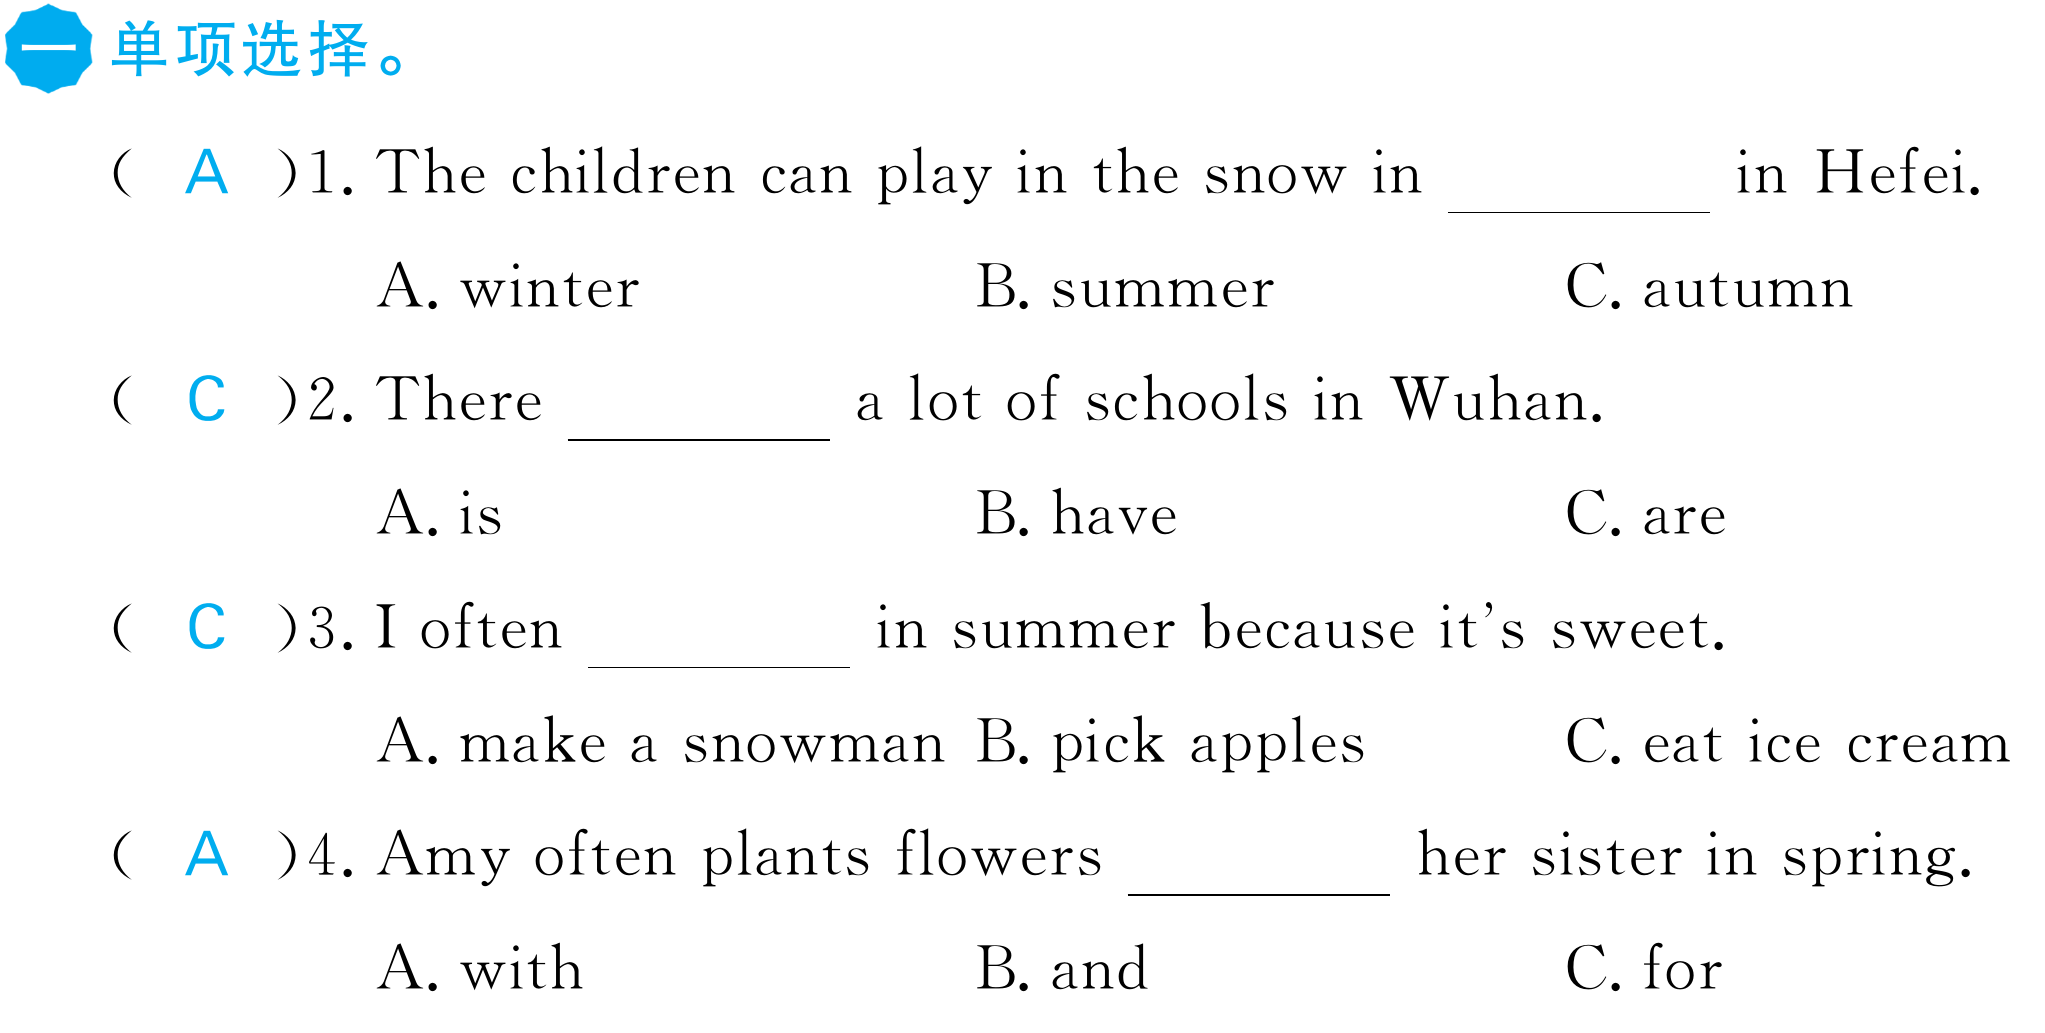 一 单项选择。
( A )1. The children can play in the snow in ________ in Hefei.
A. winter B. summer C. autumn
( C )2. There ________ a lot of schools in Wuhan.
A. is B. have C. are
( C )3. I often ________ in summer because it's sweet.
A. make a snowman B. pick apples C. eat ice cream
( A )4. Amy often plants flowers ________ her sister in spring.
A. with B. and C. for